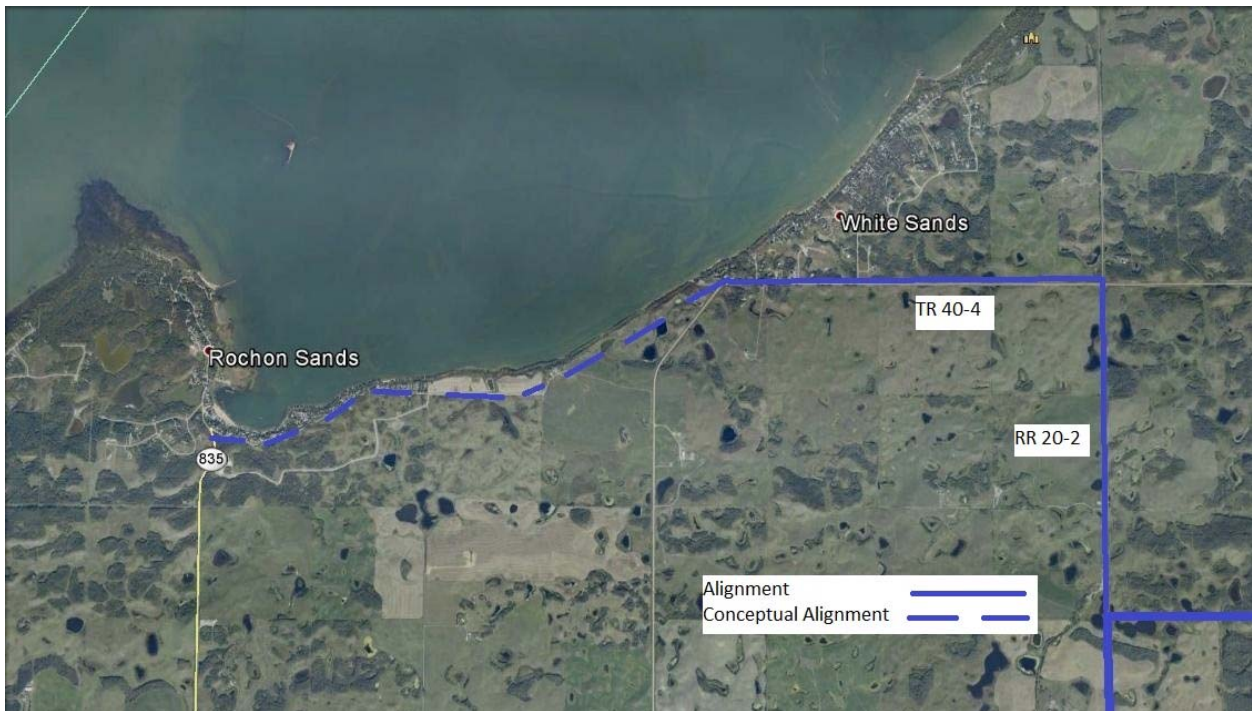 White Sands
TR 40-4
Rochon Sands
RR 20-2
835
Alignment
Conceptual Alignment